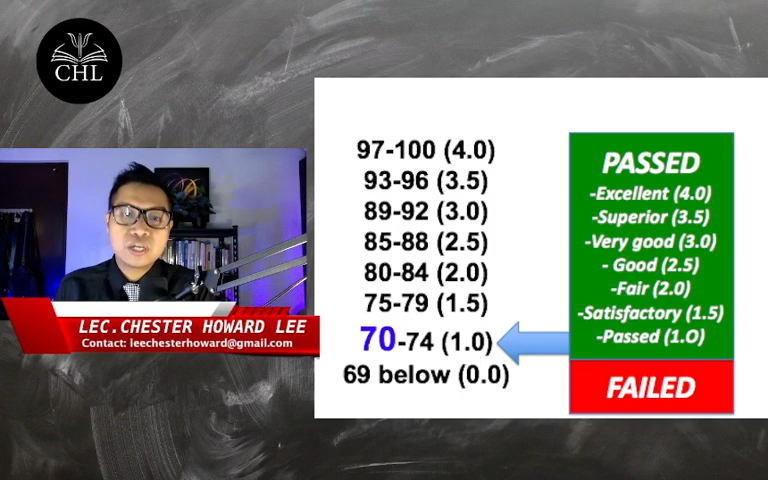 CHL
LEC.CHESTER HOWARD LEE
Contact: leechesterhoward@gmail.com
97-100 (4.0)
93-96 (3.5)
89-92 (3.0)
85-88 (2.5)
80-84 (2.0)
75-79 (1.5)
70-74 (1.0)
69 below (0.0)
PASSED
-Excellent (4.0)
-Superior (3.5)
-Very good (3.0)
- Good (2.5)
-Fair (2.0)
-Satisfactory (1.5)
-Passed (1.O)
FAILED